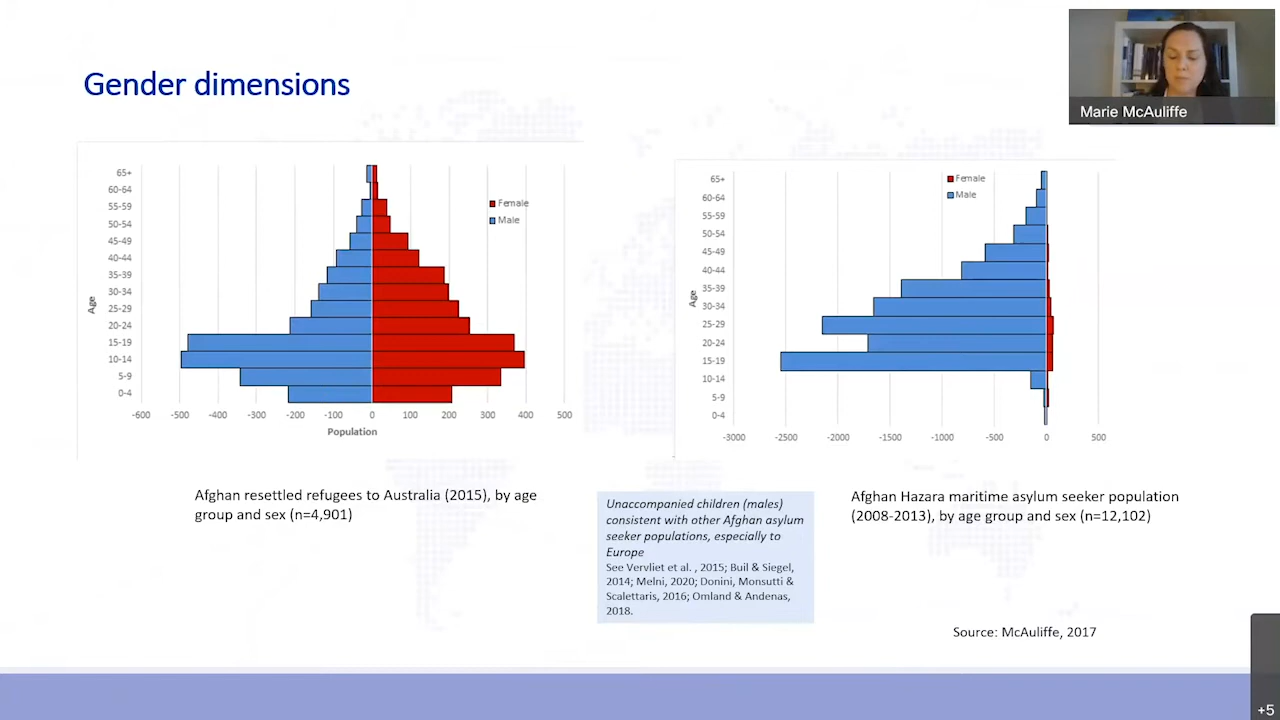 Gender dimensions
Marie McAuliffe
65+
60-64
55-59
50-54
45-49
40-44
35-39
30-34
25-29
20-24
15-19
10-14
5-9
0-4
Age
Female
Male
-600 -500 -400 -300 -200 -100 0 100 200 300 400 500
Population
65+
60-64
55-59
50-54
45-49
40-44
35-39
30-34
25-29
20-24
15-19
10-14
5-9
0-4
Age
Female
Male
-3000 -2500 -2000 -1500 -1000 -500 0 500
Afghan resettled refugees to Australia (2015), by age
group and sex (n=4,901)
Unaccompanied children (males)
consistent with other Afghan asylum
seeker populations, especially to
Europe
See Vervliet et al. , 2015; Buil & Siegel,
2014; Melni, 2020; Donini, Monsutti &
Scalettaris, 2016; Omland & Andenas,
2018.
Afghan Hazara maritime asylum seeker population
(2008-2013), by age group and sex (n=12,102)
Source: McAuliffe, 2017
+5